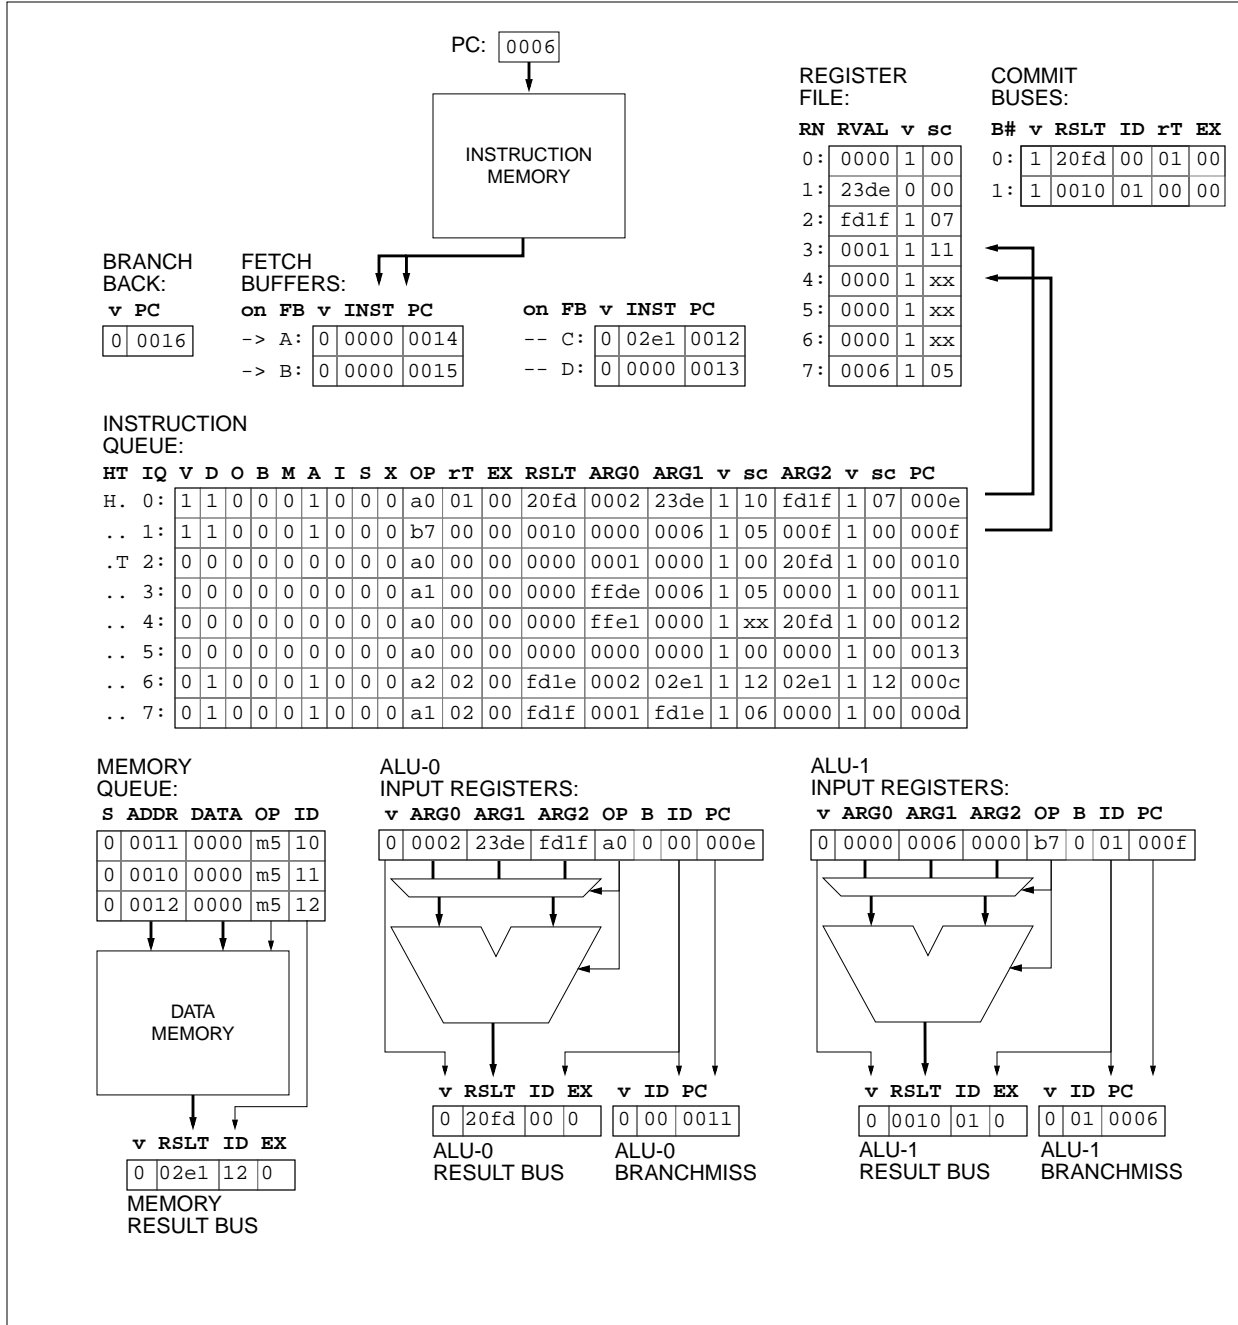 PC: 0006
REGISTER FILE:
COMMIT BUSES:
RN RVAL v sc
0: 0000 1 00
1: 23de 0 00
2: fd1f 1 07
3: 0001 1 11
4: 0000 1 xx
5: 0000 1 xx
6: 0000 1 xx
7: 0006 1 05
B# v RSLT ID rT EX
0: 1 20fd 00 01 00
1: 1 0010 01 00 00
INSTRUCTION
MEMORY
BRANCH
BACK:
v PC
0 0016
FETCH
BUFFERS:
on FB v INST PC
-> A: 0 0000 0014
-> B: 0 0000 0015
on FB v INST PC
-- C: 0 02e1 0012
-- D: 0 0000 0013
INSTRUCTION
QUEUE:
HT IQ V D O B M A I S X OP rT EX RSLT ARG0 ARG1 v sc ARG2 v sc PC
H. 0: 1 1 0 0 0 1 0 0 0 a0 01 00 20fd 0002 23de 1 10 fd1f 1 07 000e
.. 1: 1 1 0 0 0 1 0 0 0 b7 00 00 0010 0000 0006 1 05 000f 1 00 000f
.T 2: 0 0 0 0 0 0 0 0 0 a0 00 00 0000 0001 0000 1 00 20fd 1 00 0010
.. 3: 0 0 0 0 0 0 0 0 0 a1 00 00 0000 ffde 0006 1 05 0000 1 00 0011
.. 4: 0 0 0 0 0 0 0 0 0 a0 00 00 0000 ffe1 0000 1 xx 20fd 1 00 0012
.. 5: 0 0 0 0 0 0 0 0 0 a0 00 00 0000 0000 0000 1 00 0000 1 00 0013
.. 6: 0 1 0 0 0 1 0 0 0 a2 02 00 fd1e 0002 02e1 1 12 02e1 1 12 000c
.. 7: 0 1 0 0 0 1 0 0 0 a1 02 00 fd1f 0001 fd1e 1 06 0000 1 00 000d
MEMORY
QUEUE:
S ADDR DATA OP ID
0 0011 0000 m5 10
0 0010 0000 m5 11
0 0012 0000 m5 12
DATA
MEMORY
v RSLT ID EX
0 02e1 12 0
MEMORY
RESULT BUS
ALU-0
INPUT REGISTERS:
v ARG0 ARG1 ARG2 OP B ID PC
0 0002 23de fd1f a0 0 00 000e
v RSLT ID EX
0 20fd 00 0
ALU-0
RESULT BUS
v ID PC
0 00 0011
ALU-0
BRANCHMISS
ALU-1
INPUT REGISTERS:
v ARG0 ARG1 ARG2 OP B ID PC
0 0000 0006 0000 b7 0 01 000f
v RSLT ID EX
0 0010 01 0
ALU-1
RESULT BUS
v ID PC
0 01 0006
ALU-1
BRANCHMISS